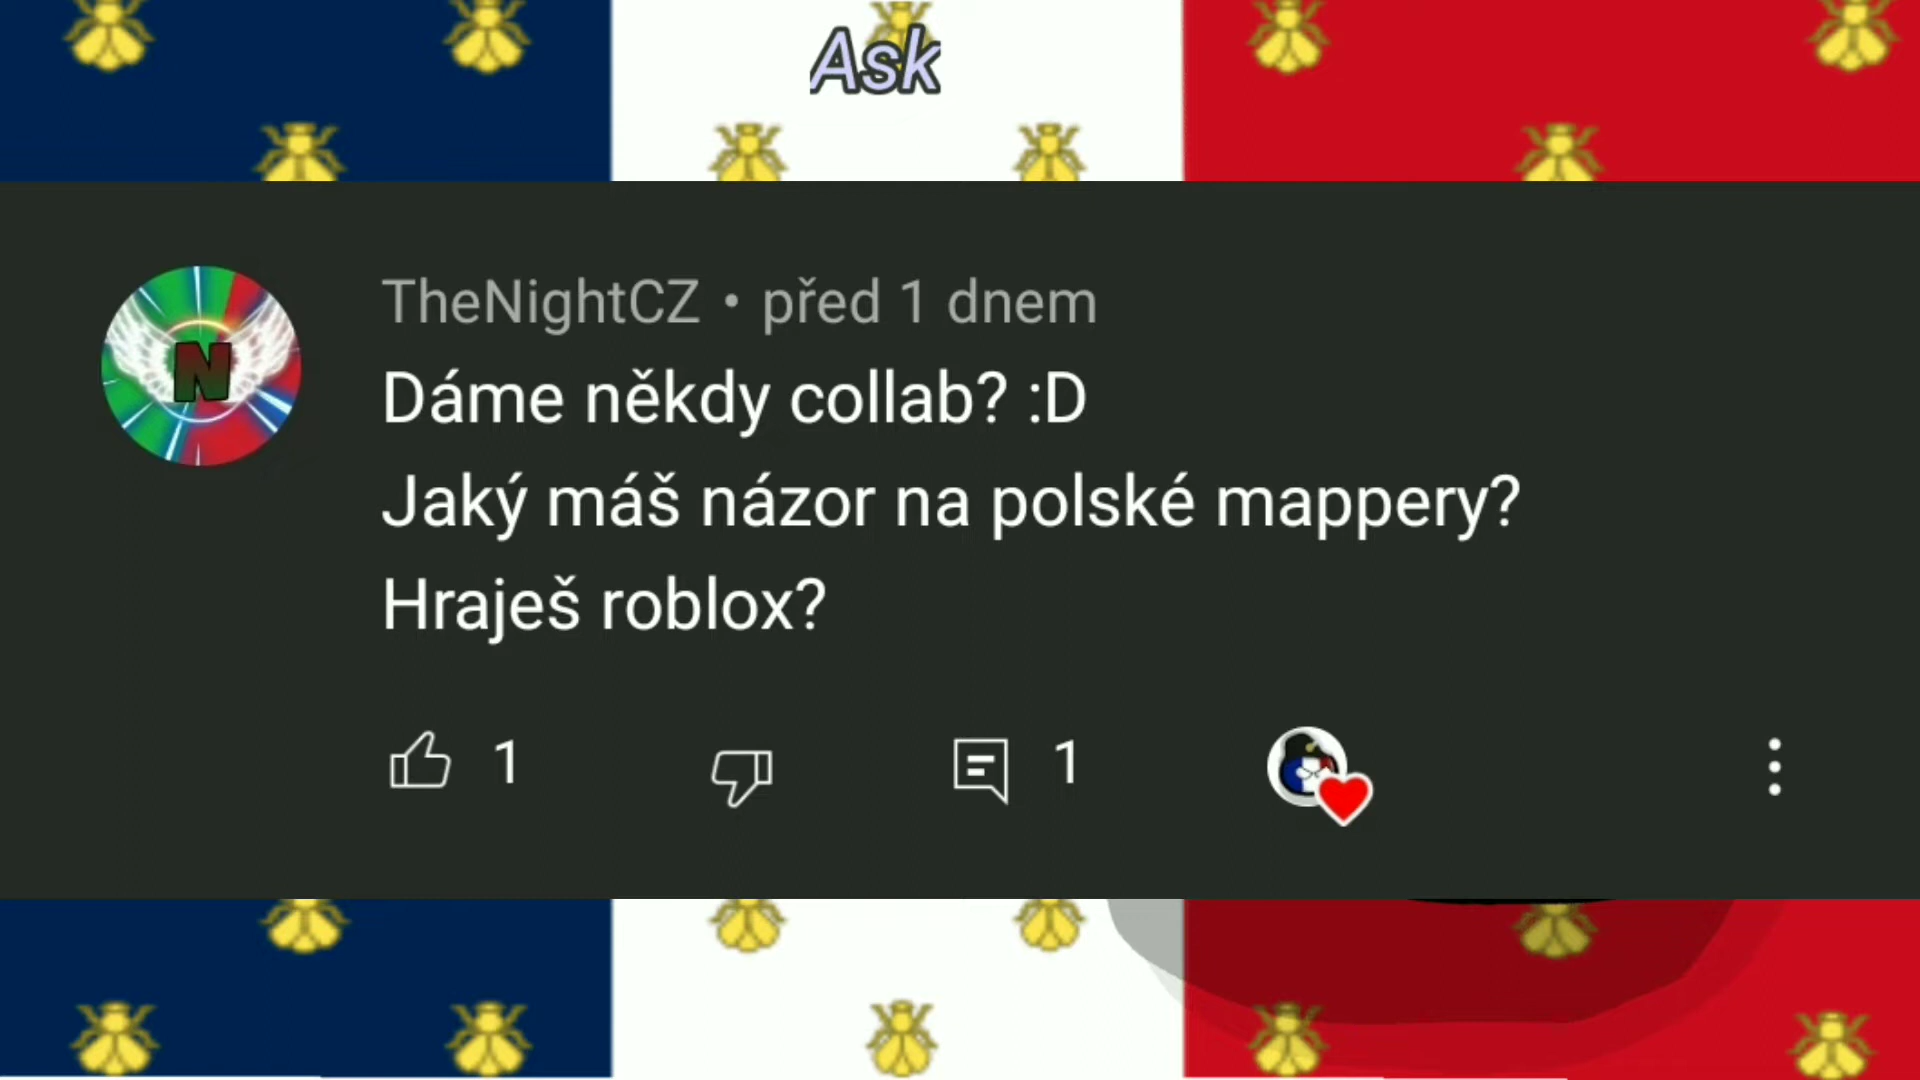 Ask
TheNightCZ • před 1 dnem
N
Dáme někdy collab? :D
Jaký máš názor na polské mappery?
Hraješ roblox?
1
1